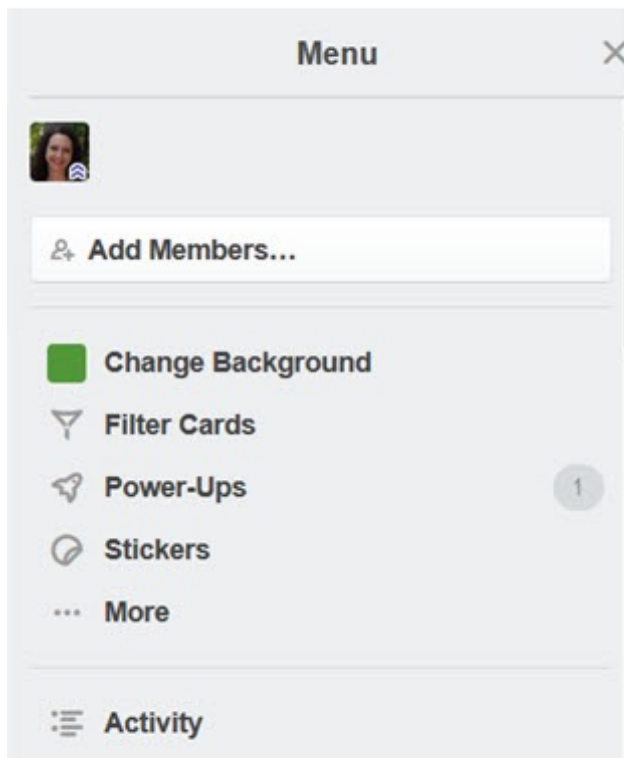 Menu
Add Members...
Change Background
Filter Cards
Power-Ups
1
Stickers
More
Activity